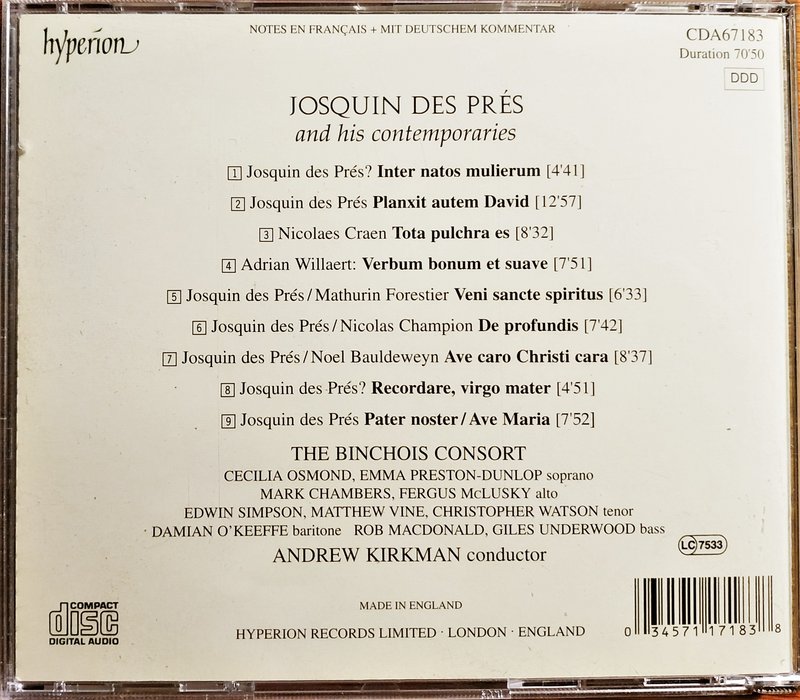 hyperion
NOTES EN FRANÇAIS + MIT DEUTSCHEM KOMMENTAR
CDA67183
Duration 70'50
DDD
JOSQUIN DES PRÉS
and his contemporaries
1 Josquin des Prés? Inter natos mulierum [4'41]
2 Josquin des Prés Planxit autem David [12'57]
3 Nicolaes Craen Tota pulchra es [8'32]
4 Adrian Willaert: Verbum bonum et suave [7'51]
5 Josquin des Prés / Mathurin Forestier Veni sancte spiritus [6'33]
6 Josquin des Prés / Nicolas Champion De profundis [7'42]
7 Josquin des Prés / Noel Bauldeweyn Ave caro Christi cara [8'37]
8 Josquin des Prés? Recordare, virgo mater [4'51]
9 Josquin des Prés Pater noster / Ave Maria [7'52]
THE BINCHOIS CONSORT
CECILIA OSMOND, EMMA PRESTON-DUNLOP soprano
MARK CHAMBERS, FERGUS McLUSKY alto
EDWIN SIMPSON, MATTHEW VINE, CHRISTOPHER WATSON tenor
DAMIAN O'KEEFFE baritone ROB MACDONALD, GILES UNDERWOOD bass
ANDREW KIRKMAN conductor
LC 7533
COMPACT
disc
DIGITAL AUDIO
MADE IN ENGLAND
HYPERION RECORDS LIMITED · LONDON · ENGLAND
0 34571 17183 8